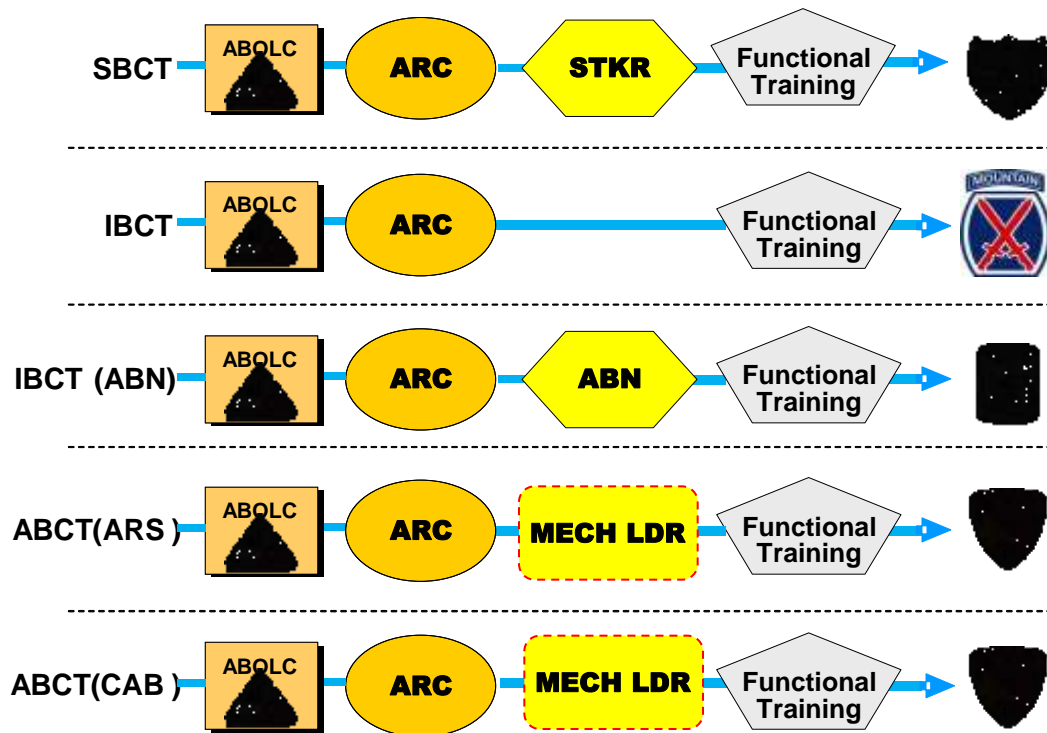 SBCT ABOLC ARC STKR Functional Training
IBCT ABOLC ARC Functional Training MOUNTAIN
IBCT (ABN) ABOLC ARC ABN Functional Training
ABCT(ARS ) ABOLC ARC MECH LDR Functional Training
ABCT(CAB ) ABOLC ARC MECH LDR Functional Training